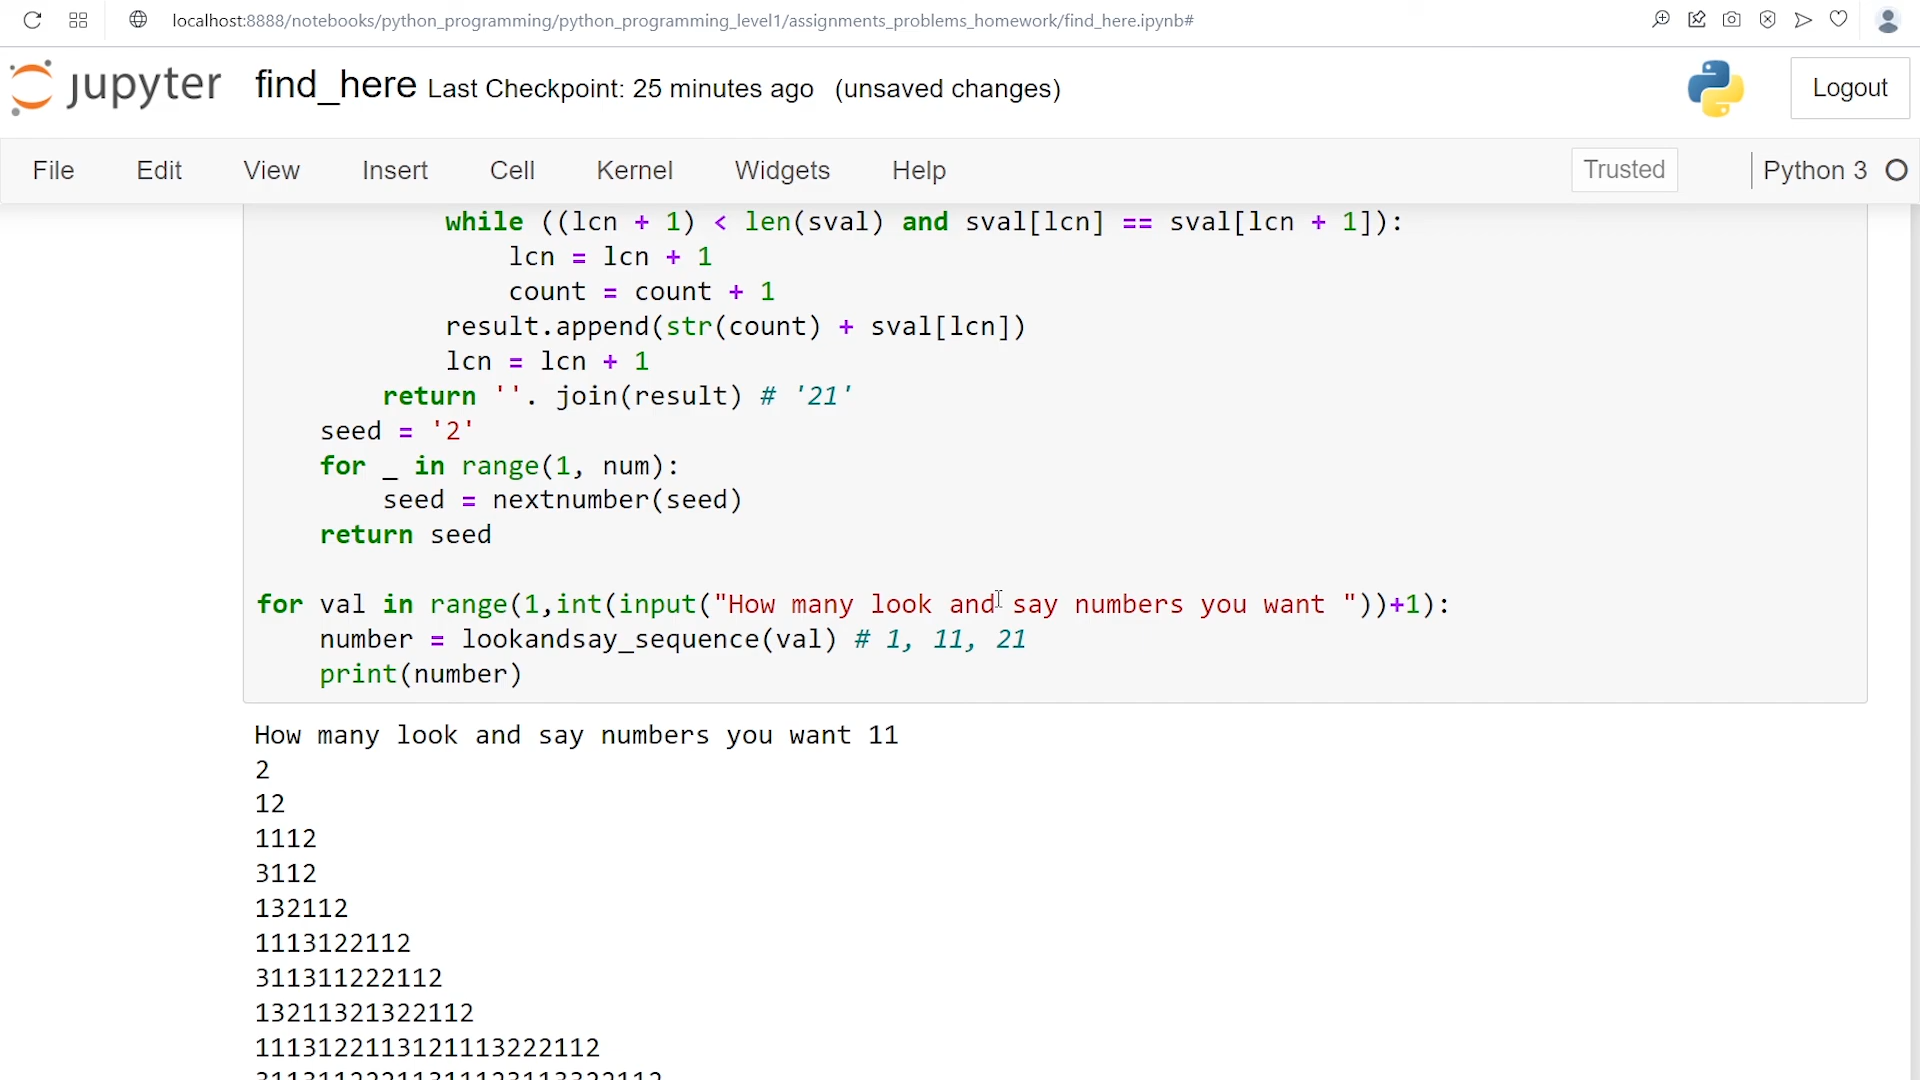 localhost:8888/notebooks/python_programming/python_programming_level1/assignments_problems_homework/find_here.ipynb#
jupyter find_here Last Checkpoint: 25 minutes ago (unsaved changes) Logout
File Edit View Insert Cell Kernel Widgets Help Trusted Python 3
while ((lcn + 1) < len(sval) and sval[lcn] == sval[lcn + 1]):
lcn = lcn + 1
count = count + 1
result.append(str(count) + sval[lcn])
lcn = lcn + 1
return ''. join(result) # '21'
seed = '2'
for _ in range(1, num):
seed = nextnumber(seed)
return seed
for val in range(1,int(input("How many look and say numbers you want "))+1):
number = lookandsay_sequence(val) # 1, 11, 21
print(number)
How many look and say numbers you want 11
2
12
1112
3112
132112
1113122112
311311222112
13211321322112
1113122113121113222112